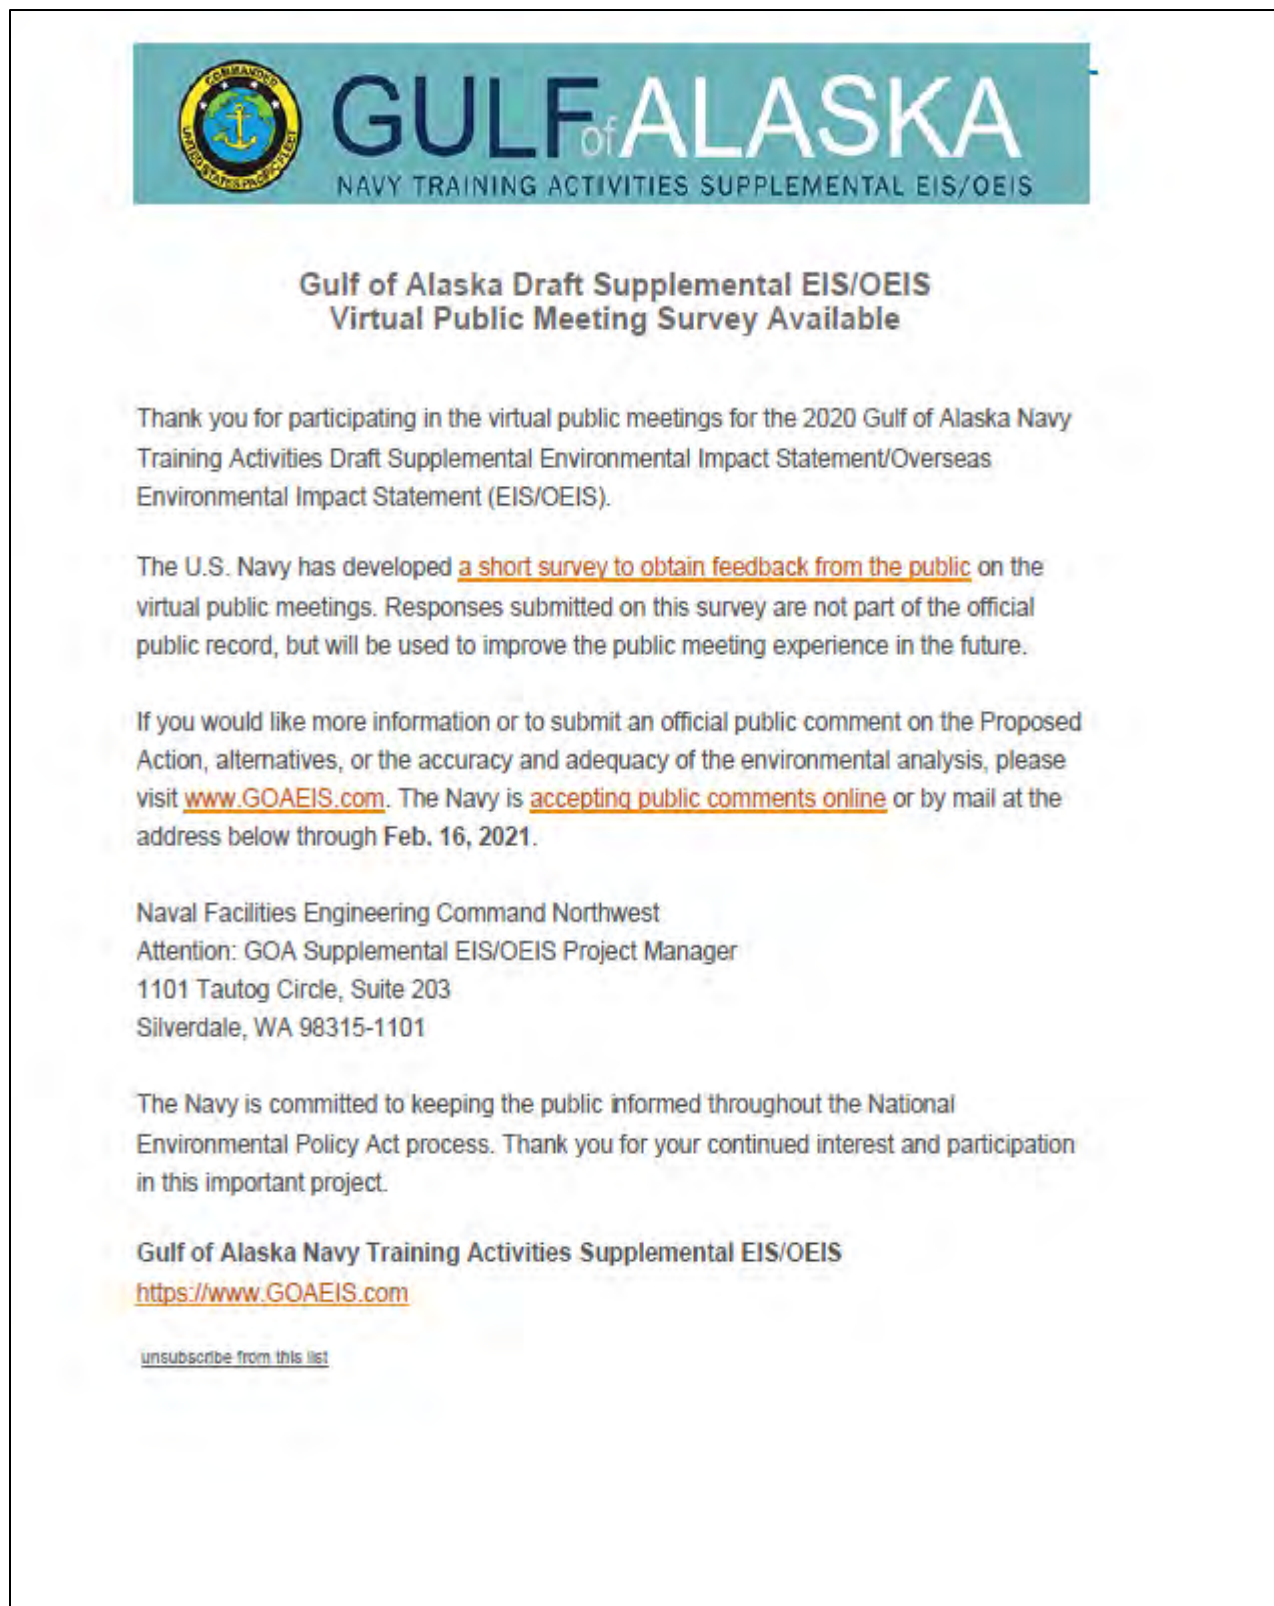 COMMANDER
UNITED STATES PACIFIC FLEET
GULF of ALASKA
NAVY TRAINING ACTIVITIES SUPPLEMENTAL EIS/OEIS
Gulf of Alaska Draft Supplemental EIS/OEIS
Virtual Public Meeting Survey Available
Thank you for participating in the virtual public meetings for the 2020 Gulf of Alaska Navy
Training Activities Draft Supplemental Environmental Impact Statement/Overseas
Environmental Impact Statement (EIS/OEIS).
The U.S. Navy has developed a short survey to obtain feedback from the public on the
virtual public meetings. Responses submitted on this survey are not part of the official
public record, but will be used to improve the public meeting experience in the future.
If you would like more information or to submit an official public comment on the Proposed
Action, alternatives, or the accuracy and adequacy of the environmental analysis, please
visit www.GOAEIS.com. The Navy is accepting public comments online or by mail at the
address below through Feb. 16, 2021.
Naval Facilities Engineering Command Northwest
Attention: GOA Supplemental EIS/OEIS Project Manager
1101 Tautog Circle, Suite 203
Silverdale, WA 98315-1101
The Navy is committed to keeping the public informed throughout the National
Environmental Policy Act process. Thank you for your continued interest and participation
in this important project.
Gulf of Alaska Navy Training Activities Supplemental EIS/OEIS
https://www.GOAEIS.com
unsubscribe from this list